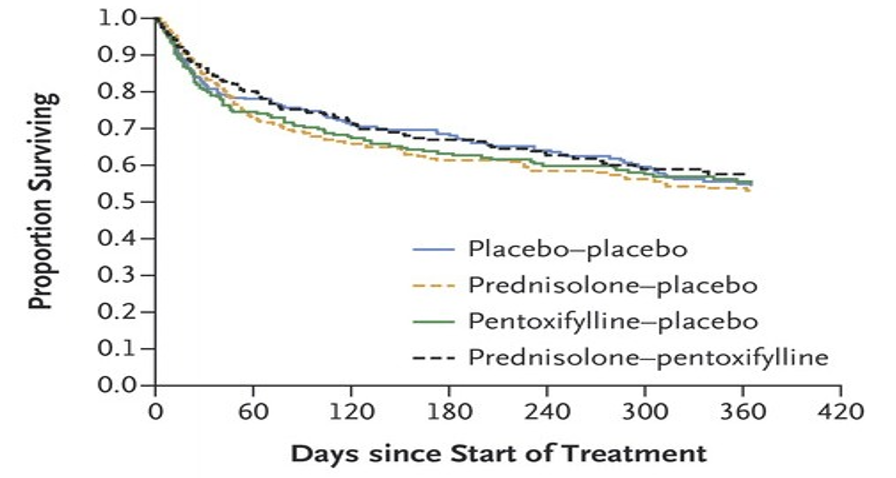 1.0
0.9
0.8
0.7
0.6
0.5
0.4
0.3
0.2
0.1
0.0
Proportion Surviving
Placebo–placebo
Prednisolone–placebo
Pentoxifylline–placebo
Prednisolone–pentoxifylline
0 60 120 180 240 300 360 420
Days since Start of Treatment